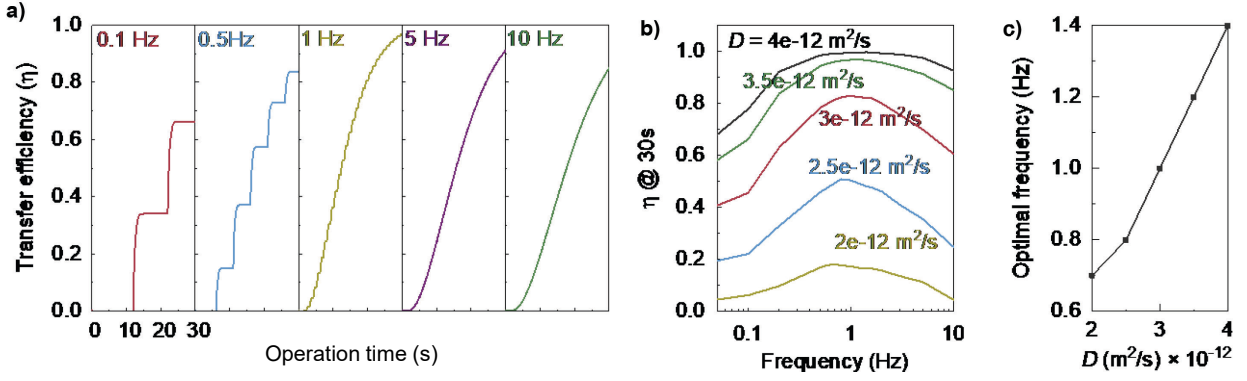 a)
Transfer efficiency (η)
1.0
0.8
0.6
0.4
0.2
0.0
0.1 Hz
0.5Hz
1 Hz
5 Hz
10 Hz
0 10 20 30
Operation time (s)
b)
η @ 30s
1.0
0.8
0.6
0.4
0.2
0.0
D = 4e-12 m²/s
3.5e-12 m²/s
3e-12 m²/s
2.5e-12 m²/s
2e-12 m²/s
0.1 1 10
Frequency (Hz)
c)
Optimal frequency (Hz)
1.4
1.2
1.0
0.8
0.6
2 3 4
D (m²/s) × 10⁻¹²